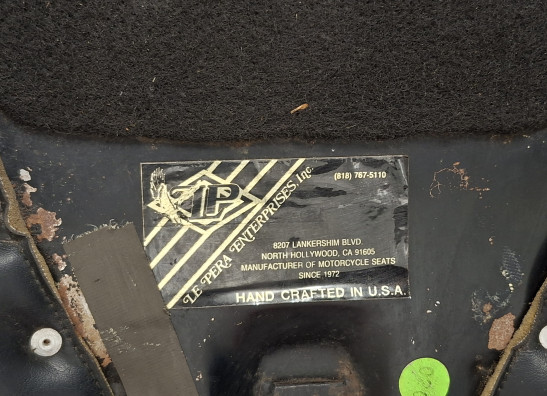 LP
LE PERA ENTERPRISES, Inc.
(818) 767-5110
8207 LANKERSHIM BLVD.
NORTH HOLLYWOOD, CA 91605
MANUFACTURER OF MOTORCYCLE SEATS
SINCE 1972
HAND CRAFTED IN U.S.A.